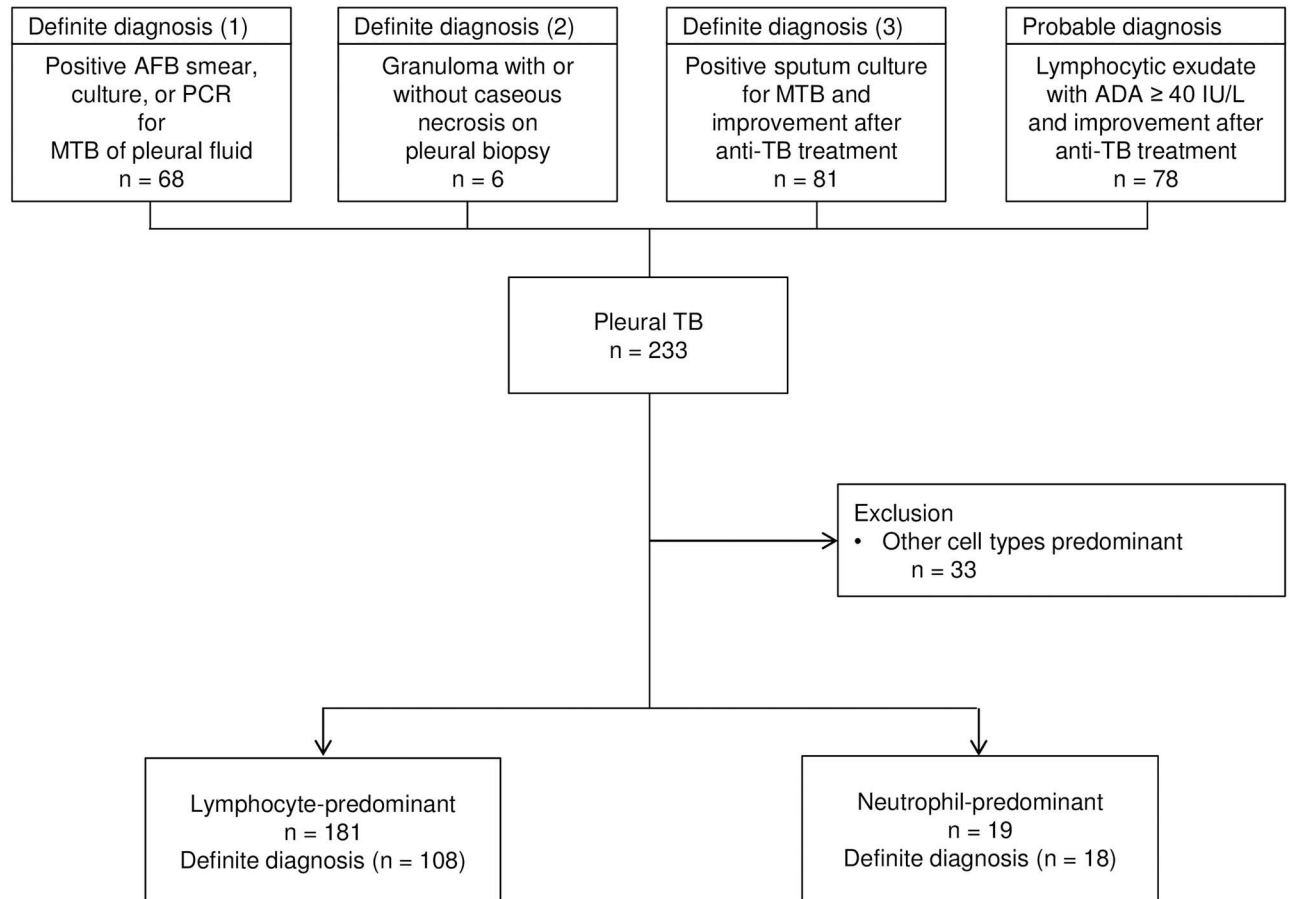 Definite diagnosis (1)
Positive AFB smear,
culture, or PCR
for
MTB of pleural fluid
n = 68
Definite diagnosis (2)
Granuloma with or
without caseous
necrosis on
pleural biopsy
n = 6
Definite diagnosis (3)
Positive sputum culture
for MTB and
improvement after
anti-TB treatment
n = 81
Probable diagnosis
Lymphocytic exudate
with ADA ≥ 40 IU/L
and improvement after
anti-TB treatment
n = 78
Pleural TB
n = 233
Exclusion
• Other cell types predominant
n = 33
Lymphocyte-predominant
n = 181
Definite diagnosis (n = 108)
Neutrophil-predominant
n = 19
Definite diagnosis (n = 18)